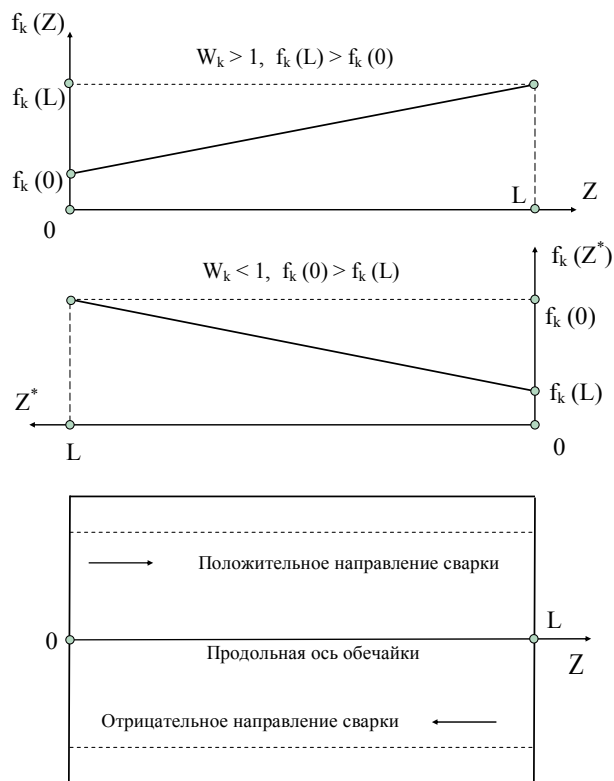 f_k (Z)
W_k > 1, f_k (L) > f_k (0)
f_k (L)
f_k (0)
L
Z
0
f_k (Z^*)
W_k < 1, f_k (0) > f_k (L)
f_k (0)
f_k (L)
Z^*
L
0
Положительное направление сварки
L
0
Продольная ось обечайки
Z
Отрицательное направление сварки